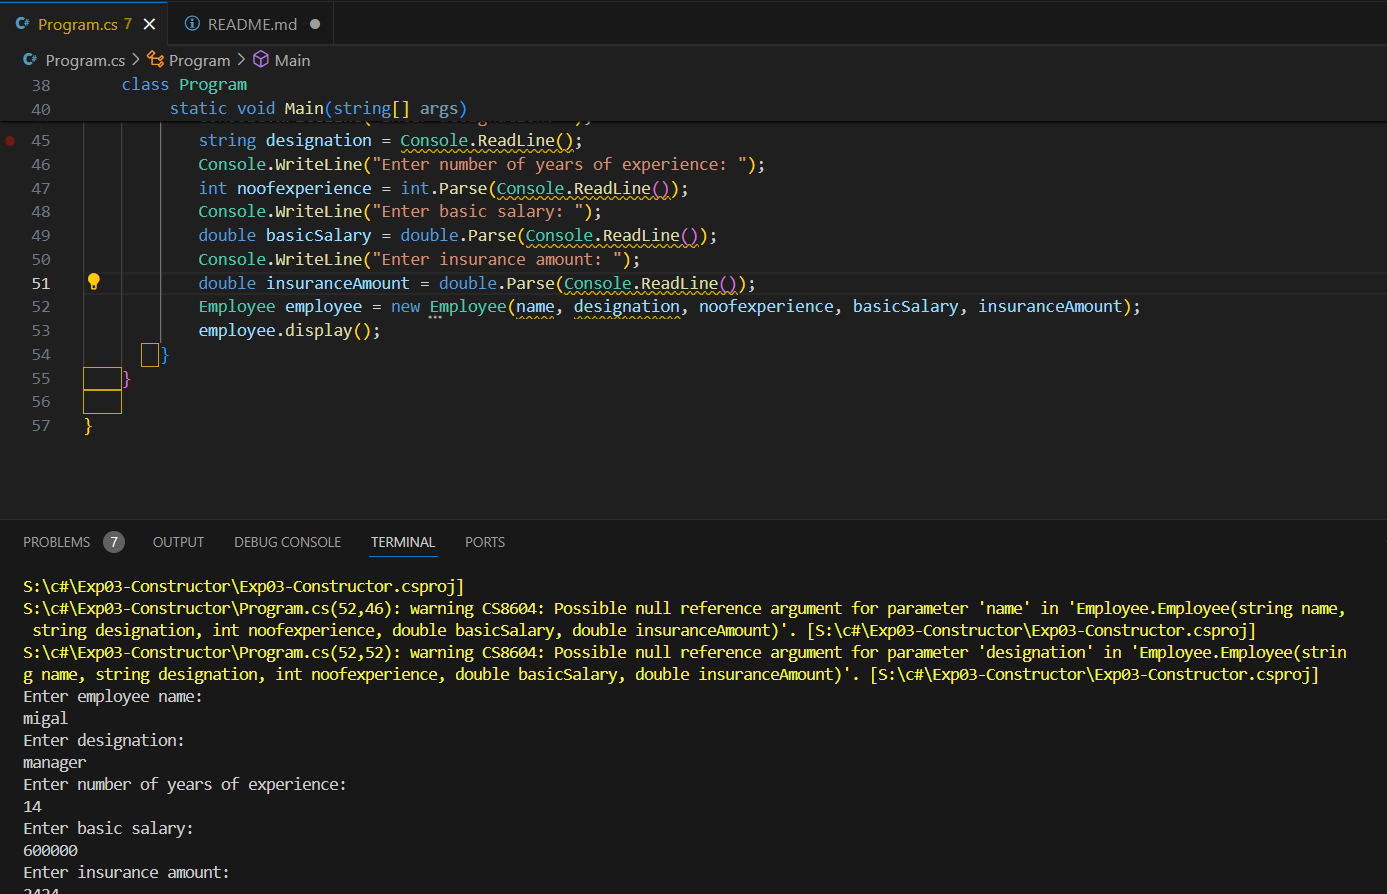 Program.cs 7
README.md
Program.cs > Program > Main
38 class Program
40 static void Main(string[] args)
45 string designation = Console.ReadLine();
46 Console.WriteLine("Enter number of years of experience: ");
47 int noofexperience = int.Parse(Console.ReadLine());
48 Console.WriteLine("Enter basic salary: ");
49 double basicSalary = double.Parse(Console.ReadLine());
50 Console.WriteLine("Enter insurance amount: ");
51 double insuranceAmount = double.Parse(Console.ReadLine());
52 Employee employee = new Employee(name, designation, noofexperience, basicSalary, insuranceAmount);
53 employee.display();
54 }
55 }
56
57 }
PROBLEMS 7 OUTPUT DEBUG CONSOLE TERMINAL PORTS
S:\c#\Exp03-Constructor\Exp03-Constructor.csproj]
S:\c#\Exp03-Constructor\Program.cs(52,46): warning CS8604: Possible null reference argument for parameter 'name' in 'Employee.Employee(string name,
string designation, int noofexperience, double basicSalary, double insuranceAmount)'. [S:\c#\Exp03-Constructor\Exp03-Constructor.csproj]
S:\c#\Exp03-Constructor\Program.cs(52,52): warning CS8604: Possible null reference argument for parameter 'designation' in 'Employee.Employee(strin
g name, string designation, int noofexperience, double basicSalary, double insuranceAmount)'. [S:\c#\Exp03-Constructor\Exp03-Constructor.csproj]
Enter employee name:
migal
Enter designation:
manager
Enter number of years of experience:
14
Enter basic salary:
600000
Enter insurance amount: